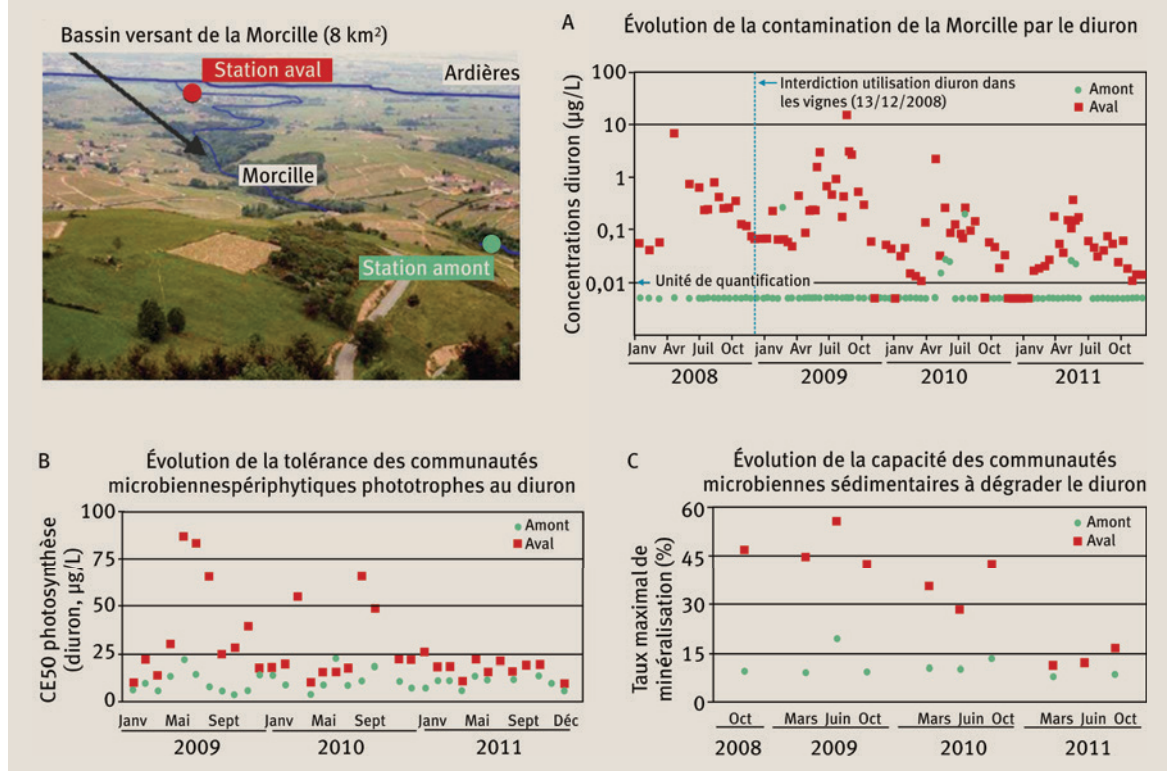 Bassin versant de la Morcille (8 km²)
Station aval
Ardières
Morcille
Station amont
A Évolution de la contamination de la Morcille par le diuron
Concentrations diuron (µg/L)
100
10
1
0,1
0,01
Interdiction utilisation diuron dans
les vignes (13/12/2008)
Amont
Aval
Unité de quantification
Janv Avr Juil Oct janv Avr Juil Oct Janv Avr Juil Oct Janv Avr Juil Oct
2008 2009 2010 2011
B Évolution de la tolérance des communautés
microbiennespériphytiques phototrophes au diuron
CE50 photosynthèse
(diuron, µg/L)
100
75
50
25
0
Amont
Aval
Janv Mai Sept Janv Mai Sept Janv Mai Sept Déc
2009 2010 2011
C Évolution de la capacité des communautés
microbiennes sédimentaires à dégrader le diuron
Taux maximal de
minéralisation (%)
60
45
30
15
0
Amont
Aval
Oct Mars Juin Oct Mars Juin Oct Mars Juin Oct
2008 2009 2010 2011